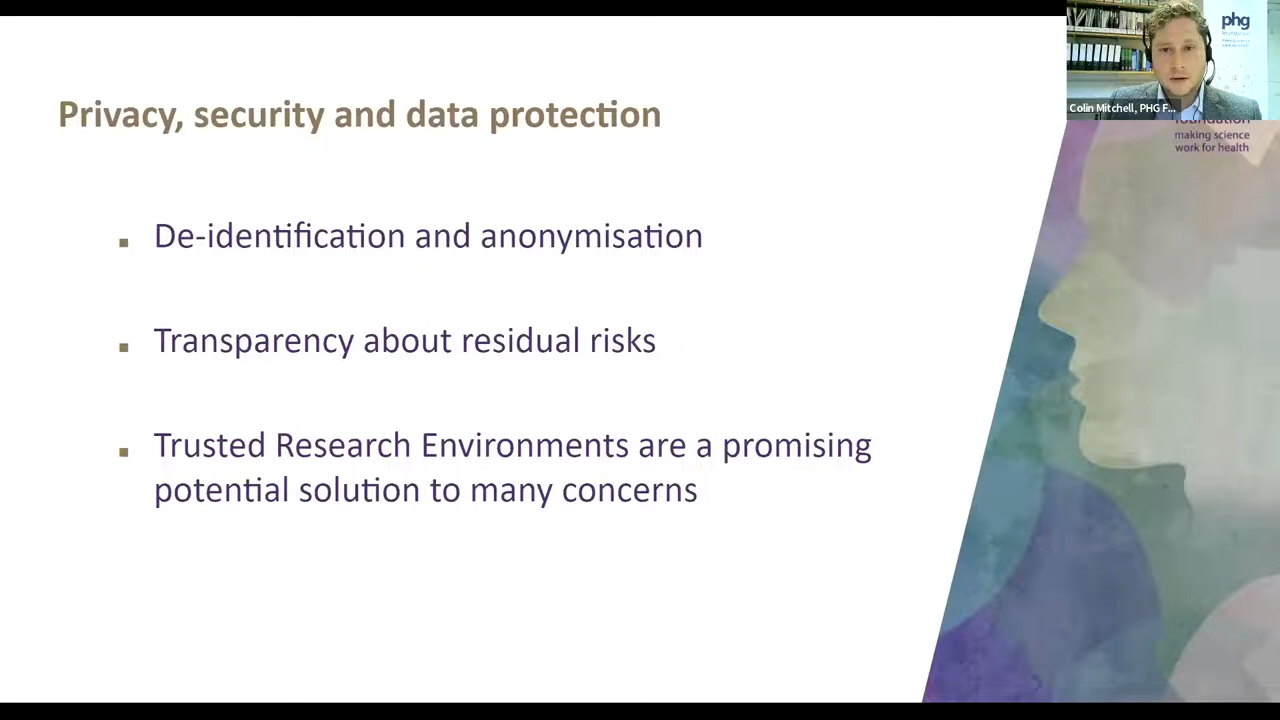 Privacy, security and data protection
De-identification and anonymisation
Transparency about residual risks
Trusted Research Environments are a promising
potential solution to many concerns
phg
Colin Mitchell, PHG F...
foundation
making science
work for health